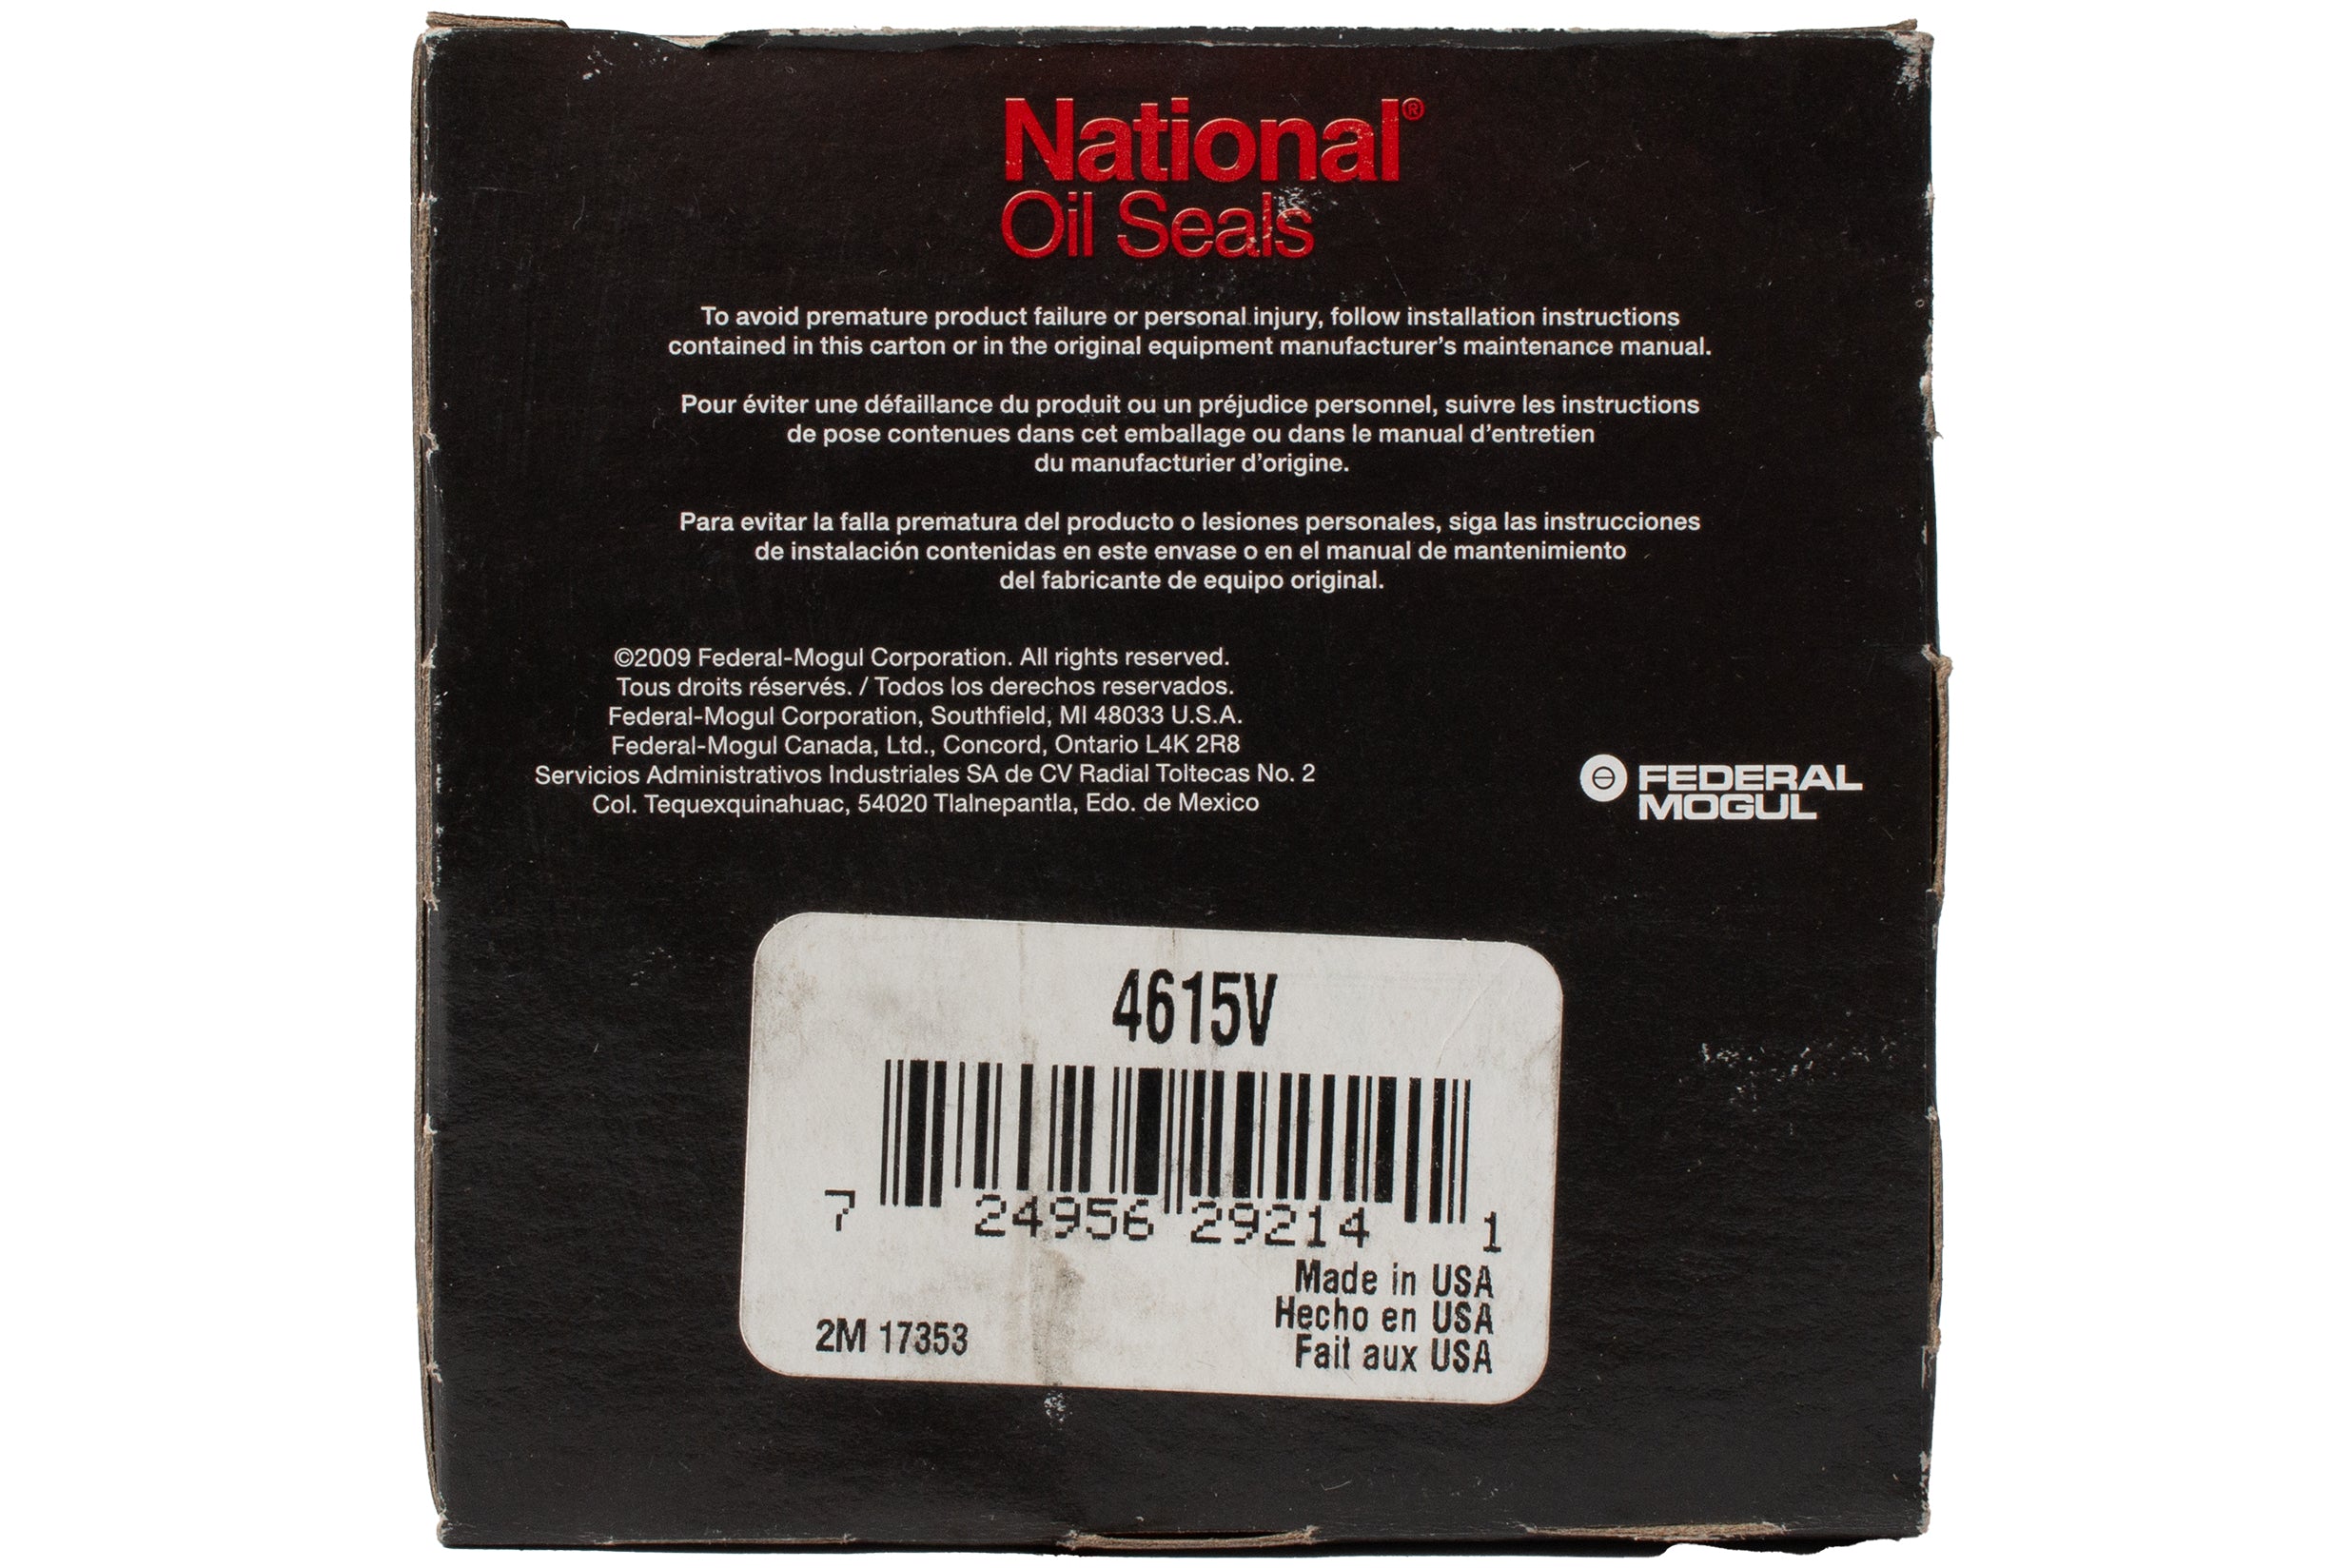 National®
Oil Seals
To avoid premature product failure or personal injury, follow installation instructions
contained in this carton or in the original equipment manufacturer's maintenance manual.
Pour éviter une défaillance du produit ou un préjudice personnel, suivre les instructions
de pose contenues dans cet emballage ou dans le manual d'entretien
du manufacturier d'origine.
Para evitar la falla prematura del producto o lesiones personales, siga las instrucciones
de instalación contenidas en este envase o en el manual de mantenimiento
del fabricante de equipo original.
©2009 Federal-Mogul Corporation. All rights reserved.
Tous droits réservés. / Todos los derechos reservados.
Federal-Mogul Corporation, Southfield, MI 48033 U.S.A.
Federal-Mogul Canada, Ltd., Concord, Ontario L4K 2R8
Servicios Administrativos Industriales SA de CV Radial Toltecas No. 2
Col. Tequexquinahuac, 54020 Tlalnepantla, Edo. de Mexico
FEDERAL
MOGUL
4615V
7 24956 29214 1
Made in USA
Hecho en USA
Fait aux USA
2M 17353